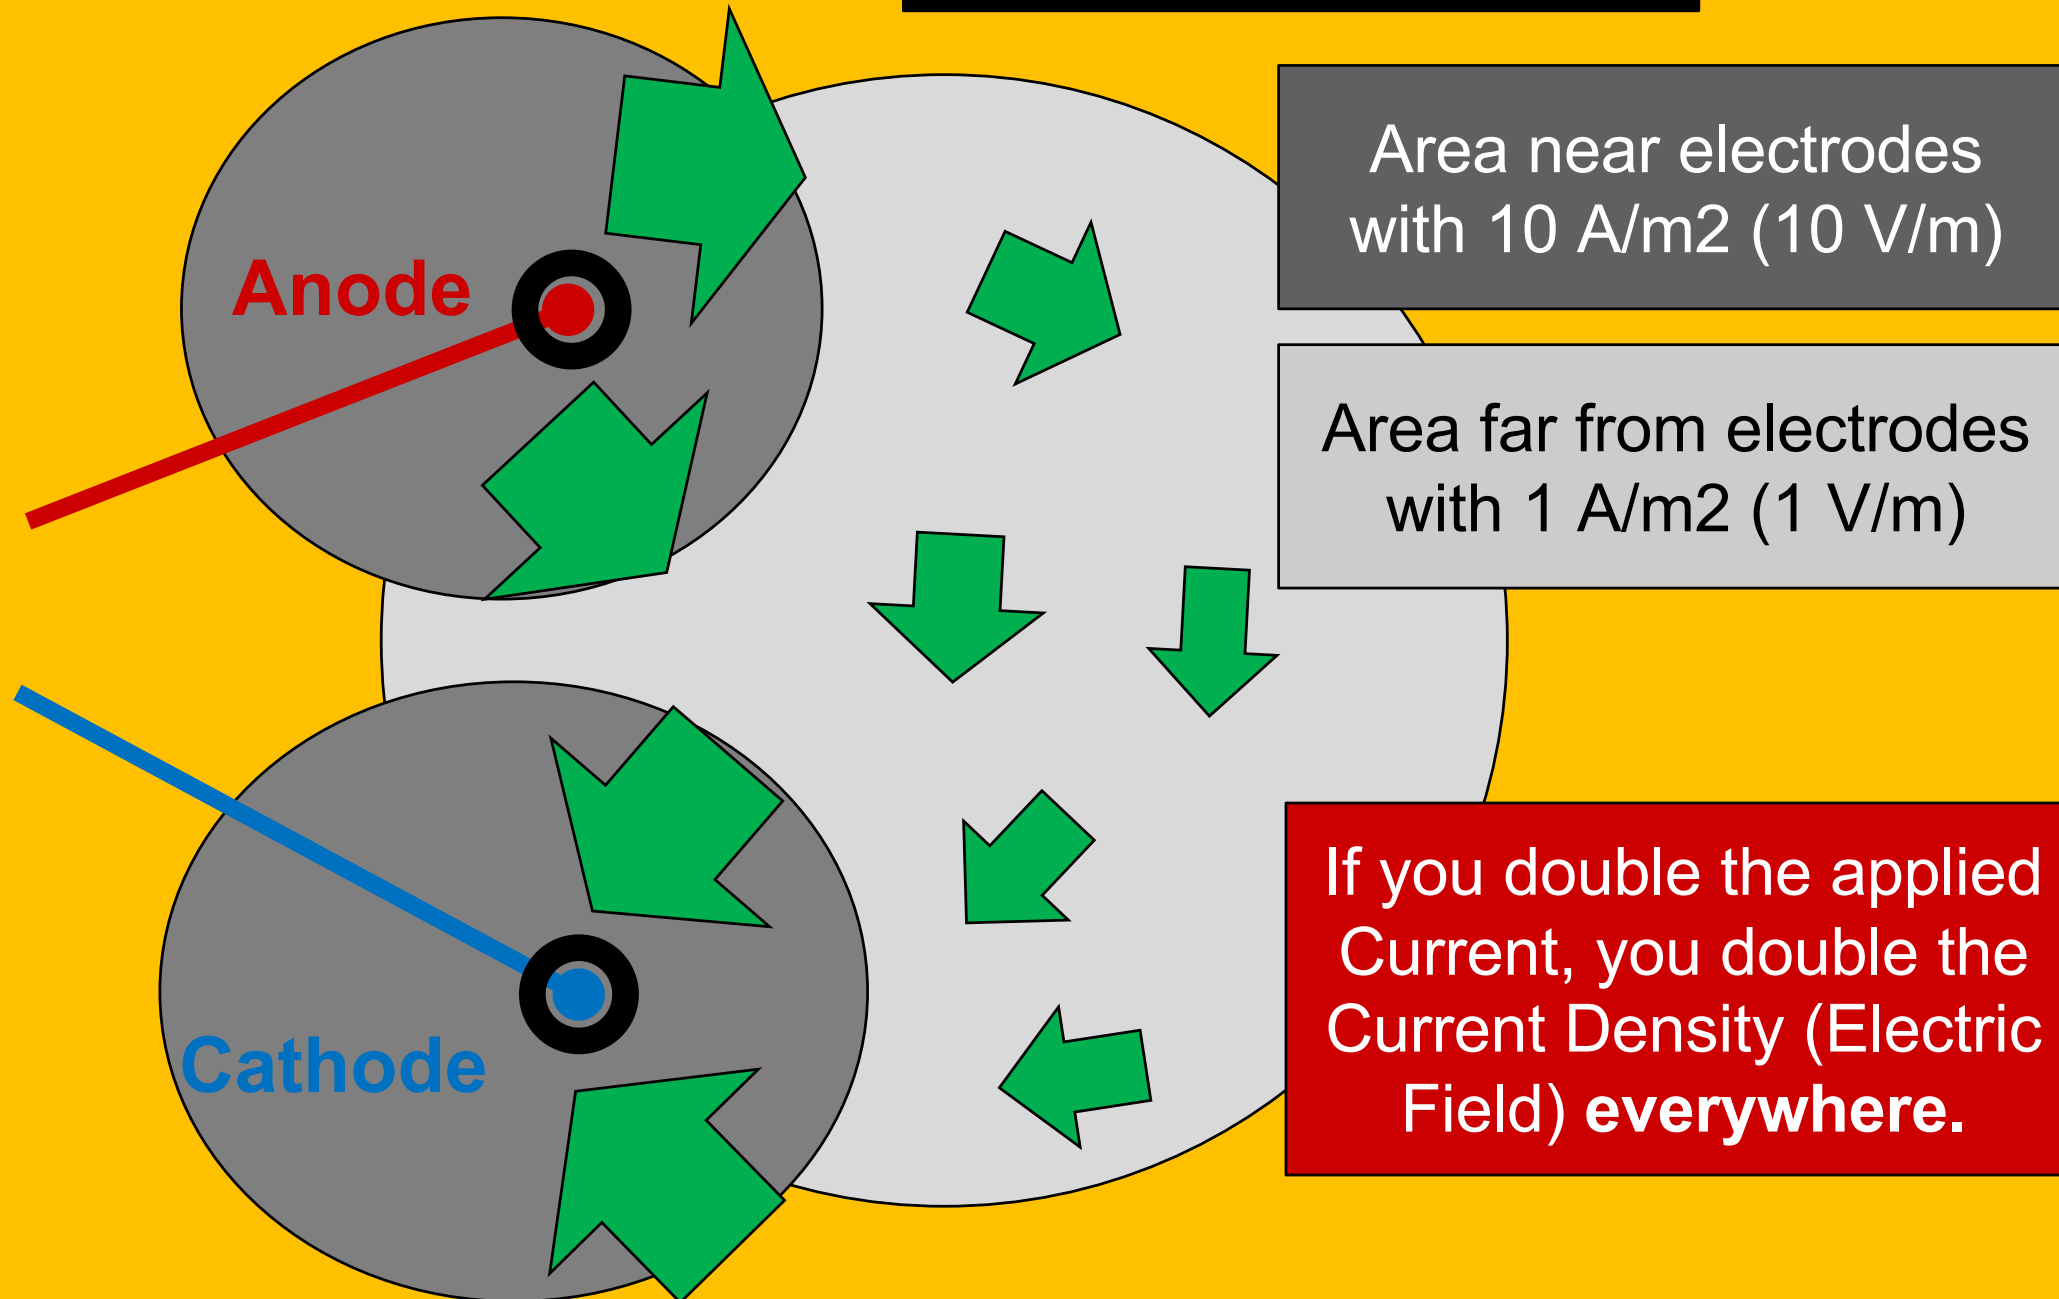 Area near electrodes
with 10 A/m2 (10 V/m)
Anode
Area far from electrodes
with 1 A/m2 (1 V/m)
If you double the applied
Current, you double the
Current Density (Electric
Field) everywhere.
Cathode